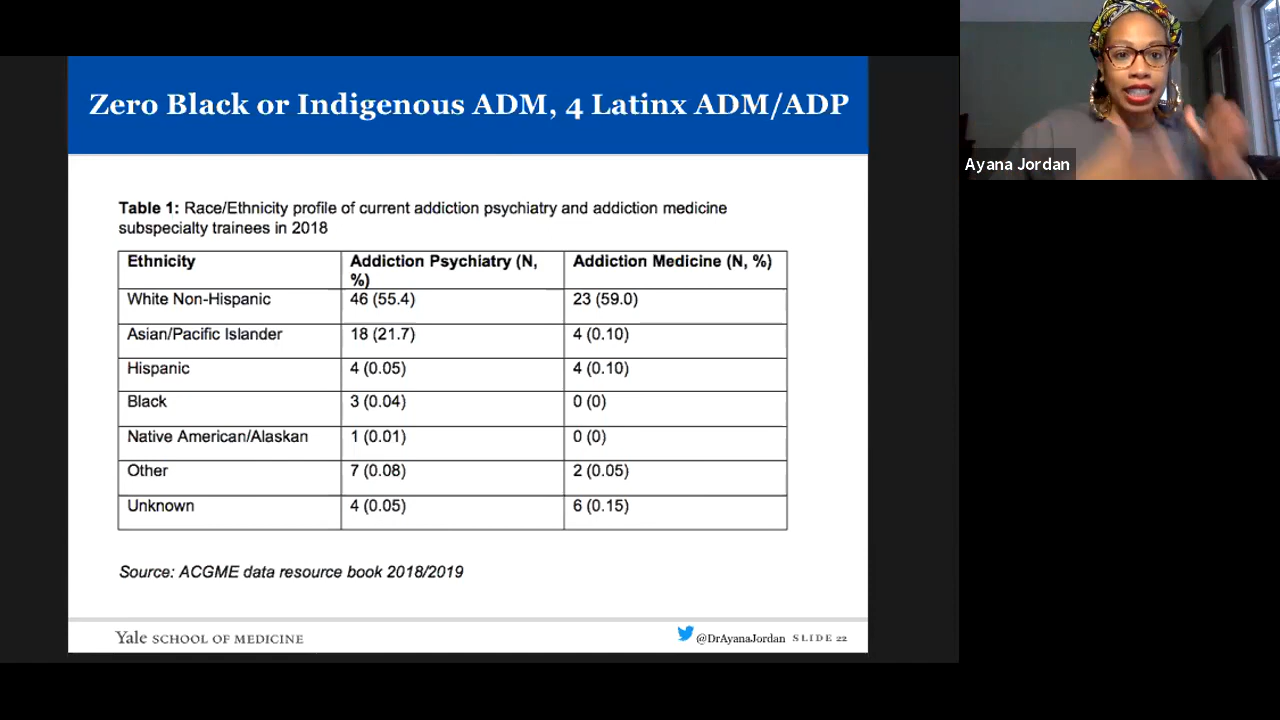 Zero Black or Indigenous ADM, 4 Latinx ADM/ADP
Ayana Jordan
Table 1: Race/Ethnicity profile of current addiction psychiatry and addiction medicine
subspecialty trainees in 2018
Ethnicity Addiction Psychiatry (N, %) Addiction Medicine (N, %)
White Non-Hispanic 46 (55.4) 23 (59.0)
Asian/Pacific Islander 18 (21.7) 4 (0.10)
Hispanic 4 (0.05) 4 (0.10)
Black 3 (0.04) 0 (0)
Native American/Alaskan 1 (0.01) 0 (0)
Other 7 (0.08) 2 (0.05)
Unknown 4 (0.05) 6 (0.15)
Source: ACGME data resource book 2018/2019
Yale SCHOOL OF MEDICINE @DrAyanaJordan SLIDE 22